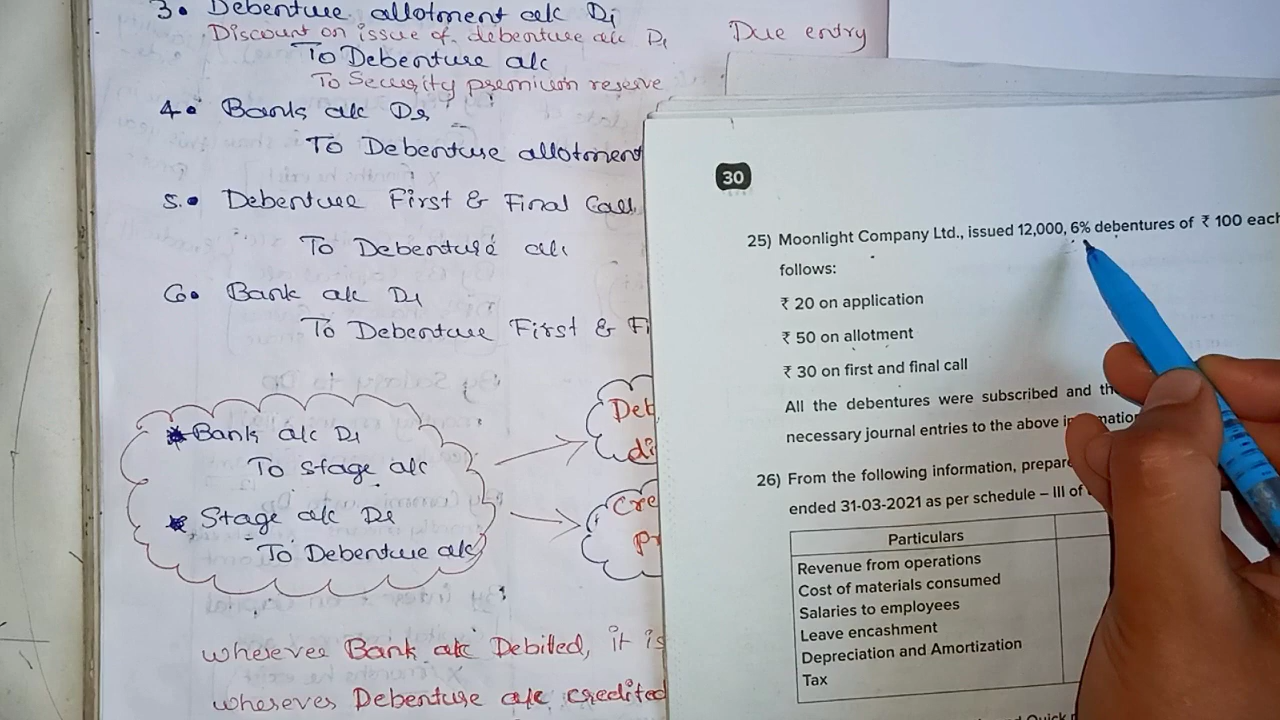 3. Debenture allotment a/c Dr
Discount on issue of debenture a/c Dr Due entry
To Debenture a/c
To Security premium reserve
4. Bank a/c Dr
To Debenture allotment
5. Debenture First & Final Call
To Debenture a/c
6. Bank a/c Dr
To Debenture First & Fi
Bank a/c Dr
To Stage a/c
Stage a/c Dr
To Debenture a/c
Deb
di
Cre
pr
wherever Bank a/c Debited, it is
wherever Debenture a/c credited
30
25) Moonlight Company Ltd., issued 12,000, 6% debentures of ₹ 100 each
follows:
₹ 20 on application
₹ 50 on allotment
₹ 30 on first and final call
All the debentures were subscribed and th
necessary journal entries to the above
26) From the following information, prepare
ended 31-03-2021 as per schedule – III of
Particulars
Revenue from operations
Cost of materials consumed
Salaries to employees
Leave encashment
Depreciation and Amortization
Tax